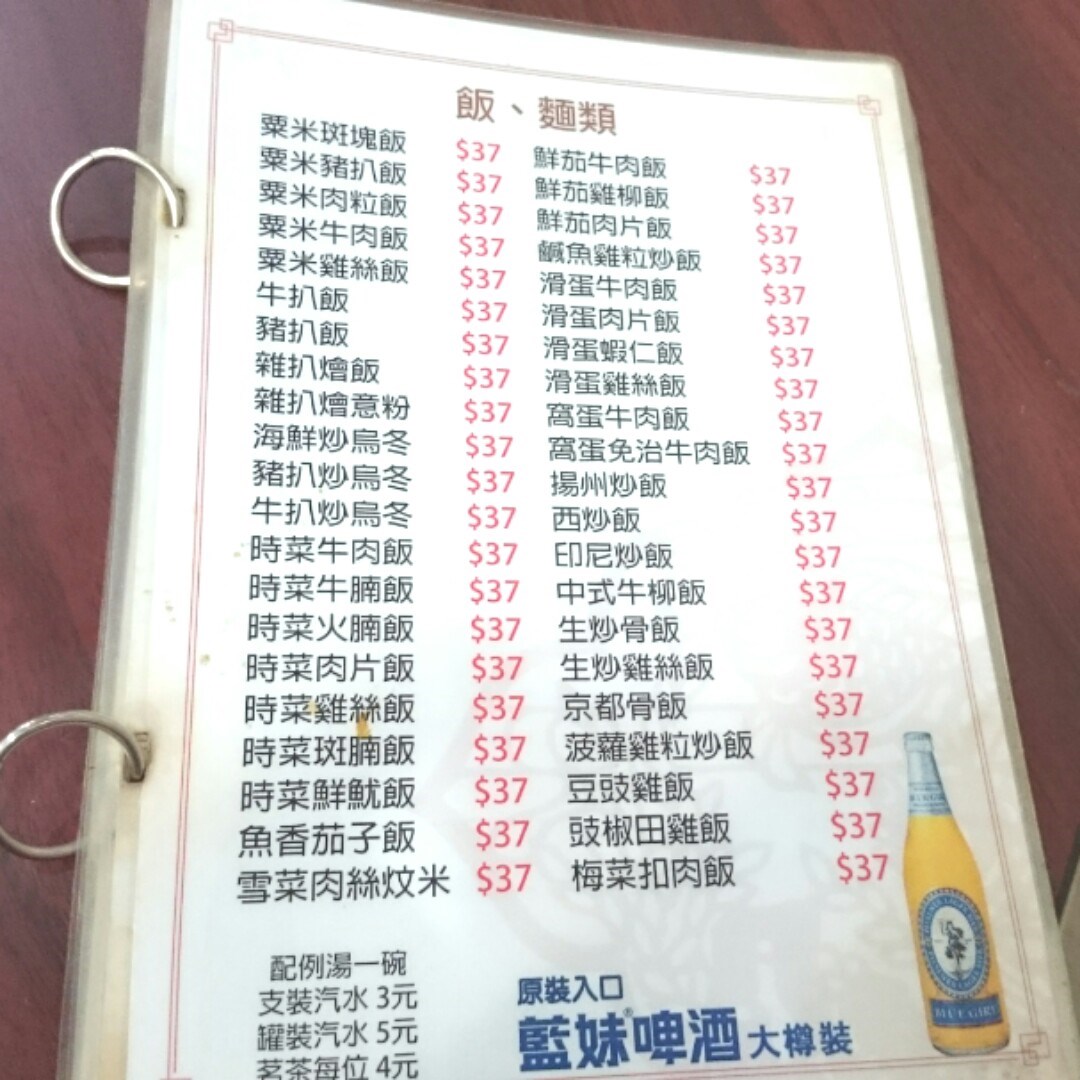 飯、麵類
粟米斑塊飯 $37
粟米豬扒飯 $37
粟米肉粒飯 $37
粟米牛肉飯 $37
粟米雞絲飯 $37
牛扒飯 $37
豬扒飯 $37
雜扒燴飯 $37
雜扒燴意粉 $37
海鮮炒烏冬 $37
豬扒炒烏冬 $37
牛扒炒烏冬 $37
時菜牛肉飯 $37
時菜牛腩飯 $37
時菜火腩飯 $37
時菜肉片飯 $37
時菜雞絲飯 $37
時菜斑腩飯 $37
時菜鮮魷飯 $37
魚香茄子飯 $37
雪菜肉絲炆米 $37
鮮茄牛肉飯 $37
鮮茄雞柳飯 $37
鮮茄肉片飯 $37
鹹魚雞粒炒飯 $37
滑蛋牛肉飯 $37
滑蛋肉片飯 $37
滑蛋蝦仁飯 $37
滑蛋雞絲飯 $37
窩蛋牛肉飯 $37
窩蛋免治牛肉飯 $37
揚州炒飯 $37
西炒飯 $37
印尼炒飯 $37
中式牛柳飯 $37
生炒骨飯 $37
生炒雞絲飯 $37
京都骨飯 $37
菠蘿雞粒炒飯 $37
豆豉雞飯 $37
豉椒田雞飯 $37
梅菜扣肉飯 $37
配例湯一碗
支裝汽水 3元
罐裝汽水 5元
茗茶每位 4元
原裝入口
藍妹®啤酒 大樽裝
BLUE GIRL